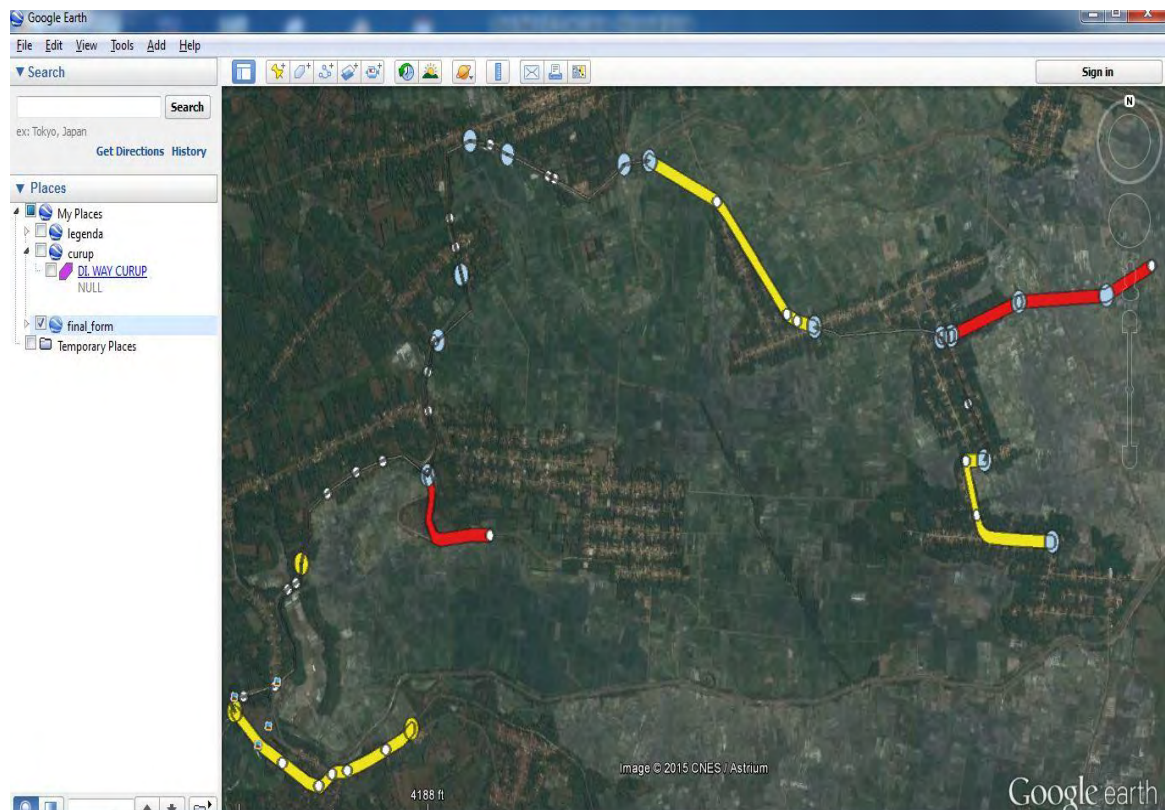 Google Earth
File Edit View Tools Add Help
Search
Sign in
Search
ex: Tokyo, Japan
Get Directions History
Places
My Places
legenda
curup
DI. WAY CURUP
NULL
final_form
Temporary Places
N
Image © 2015 CNES / Astrium
4188 ft
Google earth